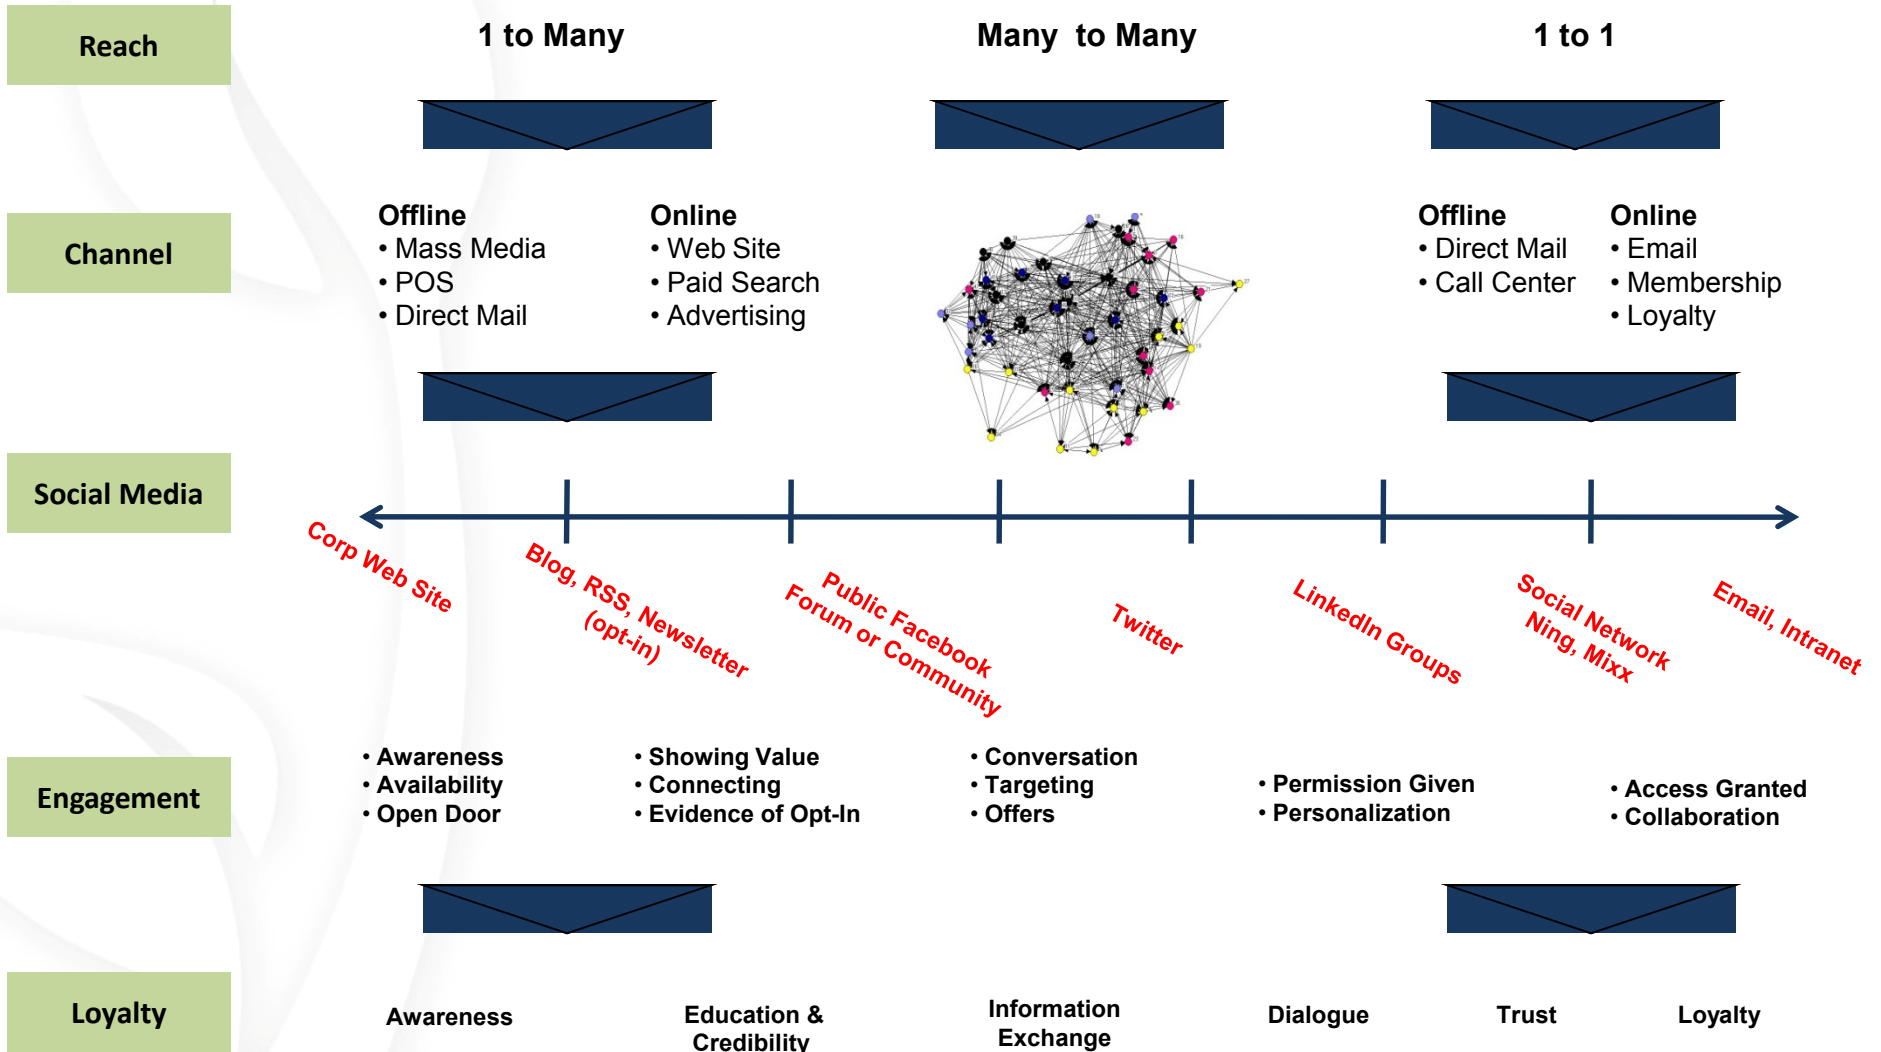 Reach
1 to Many
Many to Many
1 to 1
Channel
Offline
• Mass Media
• POS
• Direct Mail
Online
• Web Site
• Paid Search
• Advertising
Offline
• Direct Mail
• Call Center
Online
• Email
• Membership
• Loyalty
Social Media
Corp Web Site
Blog, RSS, Newsletter
(opt-in)
Public Facebook
Forum or Community
Twitter
LinkedIn Groups
Social Network
Ning, Mixx
Email, Intranet
Engagement
• Awareness
• Availability
• Open Door
• Showing Value
• Connecting
• Evidence of Opt-In
• Conversation
• Targeting
• Offers
• Permission Given
• Personalization
• Access Granted
• Collaboration
Loyalty
Awareness
Education &
Credibility
Information
Exchange
Dialogue
Trust
Loyalty